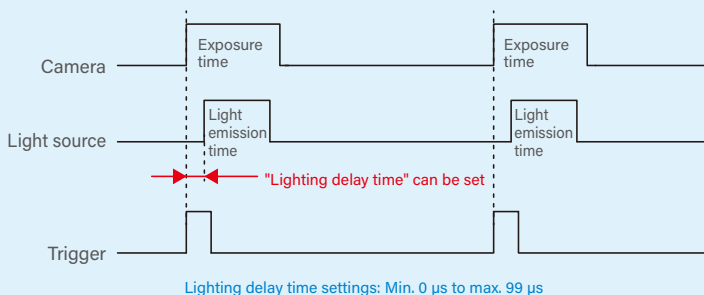 Exposure
time
Exposure
time
Camera
Light
emission
time
Light
emission
time
Light source
"Lighting delay time" can be set
Trigger
Lighting delay time settings: Min. 0 µs to max. 99 µs